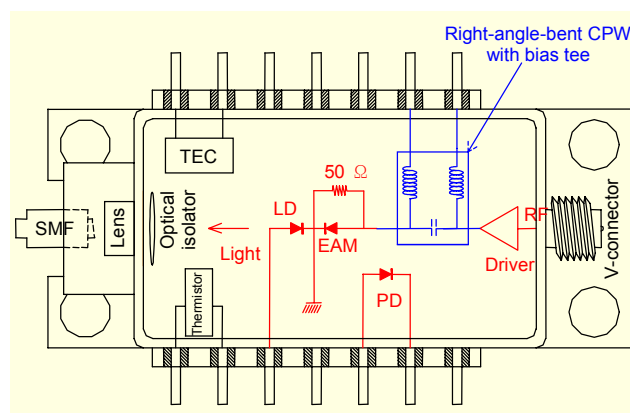 Right-angle-bent CPW
with bias tee
TEC
50 Ω
LD
RF
SMF
Lens
Optical
isolator
Light
EAM
Driver
V-connector
Thermistor
PD